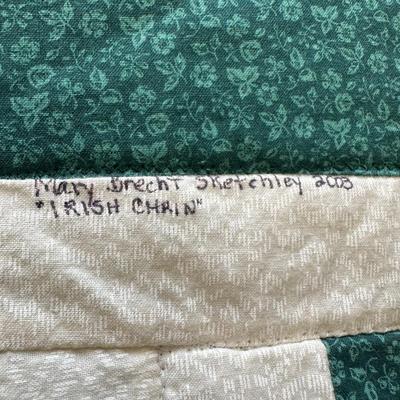 Mary Brecht Sketchley 2003
"IRISH CHAIN"